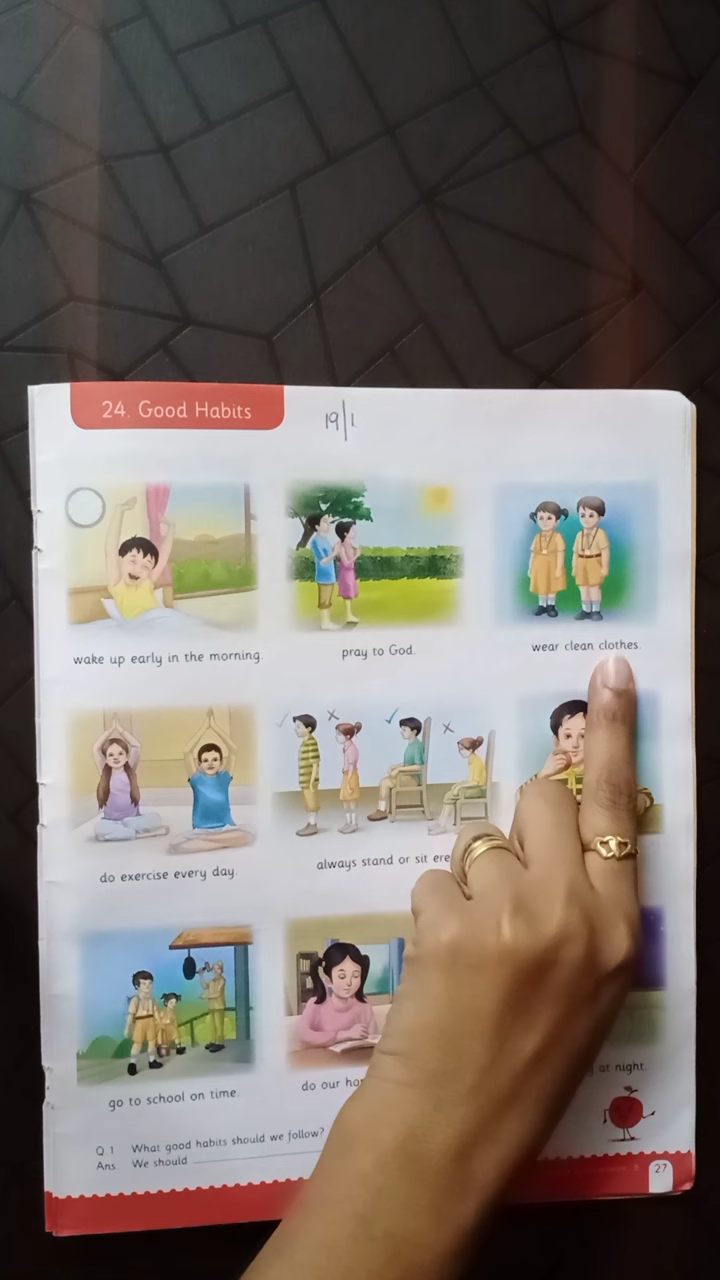 24. Good Habits
19/1
wake up early in the morning.
pray to God.
wear clean clothes.
do exercise every day.
always stand or sit
go to school on time.
do our
at night.
Q.1 What good habits should we follow?
Ans We should
27